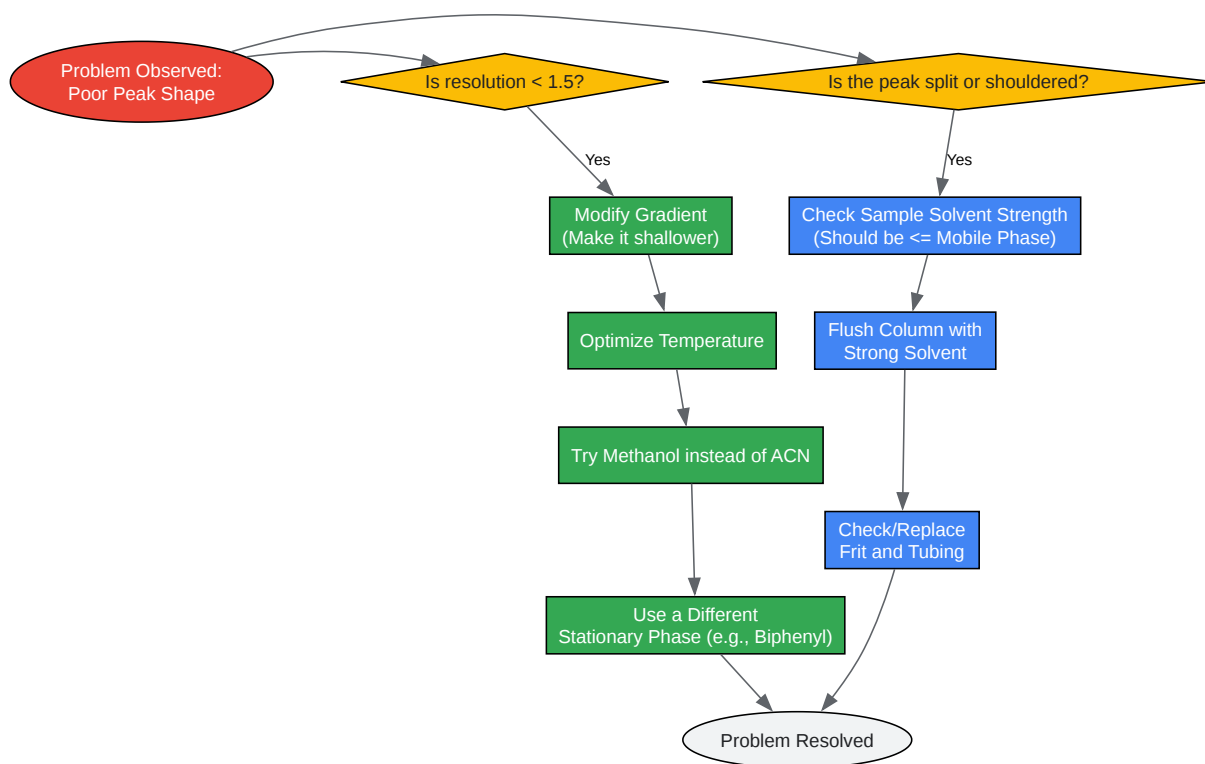 Problem Observed:
Poor Peak Shape
Is resolution < 1.5?
Is the peak split or shouldered?
Yes
Yes
Modify Gradient
(Make it shallower)
Check Sample Solvent Strength
(Should be <= Mobile Phase)
Optimize Temperature
Flush Column with
Strong Solvent
Try Methanol instead of ACN
Check/Replace
Frit and Tubing
Use a Different
Stationary Phase (e.g., Biphenyl)
Problem Resolved